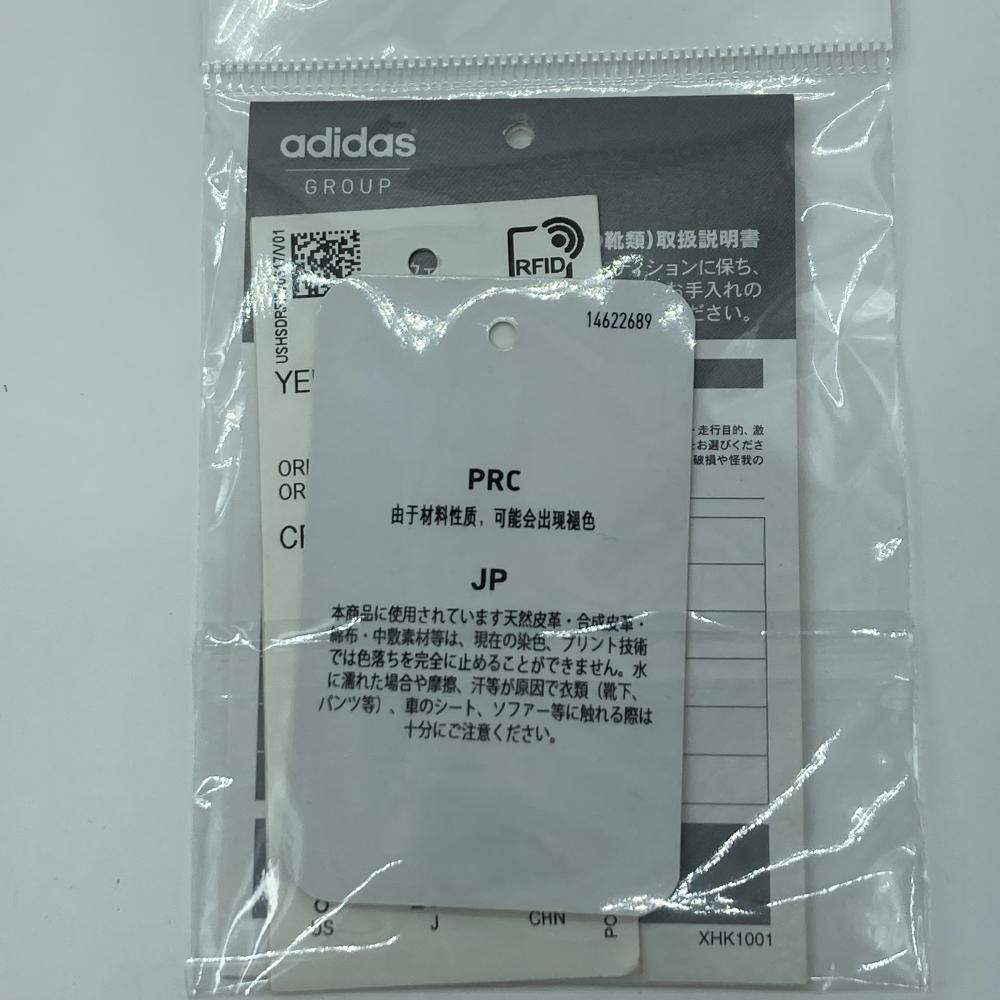 adidas
GROUP
靴類)取扱説明書
ディションに保ち、
お手入れの
ださい。
RFID
14622689
YE
ORI
OR
・走行目的、激
をお選びくださ
破損や怪我の
PRC
由于材料性质，可能会出现褪色
JP
本商品に使用されています天然皮革・合成皮革・
綿布・中敷素材等は、現在の染色、プリント技術
では色落ちを完全に止めることができません。水
に濡れた場合や摩擦、汗等が原因で衣類（靴下、
パンツ等）、車のシート、ソファー等に触れる際は
十分にご注意ください。
US
J
CHN
XHK1001